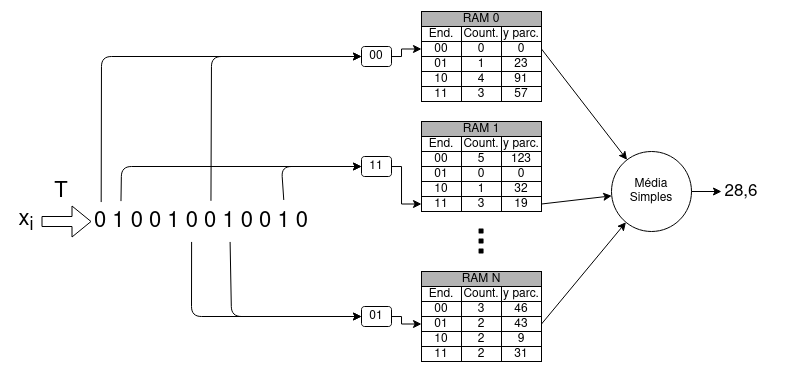 RAM 0
End. Count. y parc.
00 0 0
01 1 23
10 4 91
11 3 57
00
RAM 1
End. Count. y parc.
00 5 123
01 0 0
10 1 32
11 3 19
11
T
xi
0 1 0 0 1 0 0 1 0 0 1 0
Média
Simples
28,6
RAM N
End. Count. y parc.
00 3 46
01 2 43
10 2 9
11 2 31
01